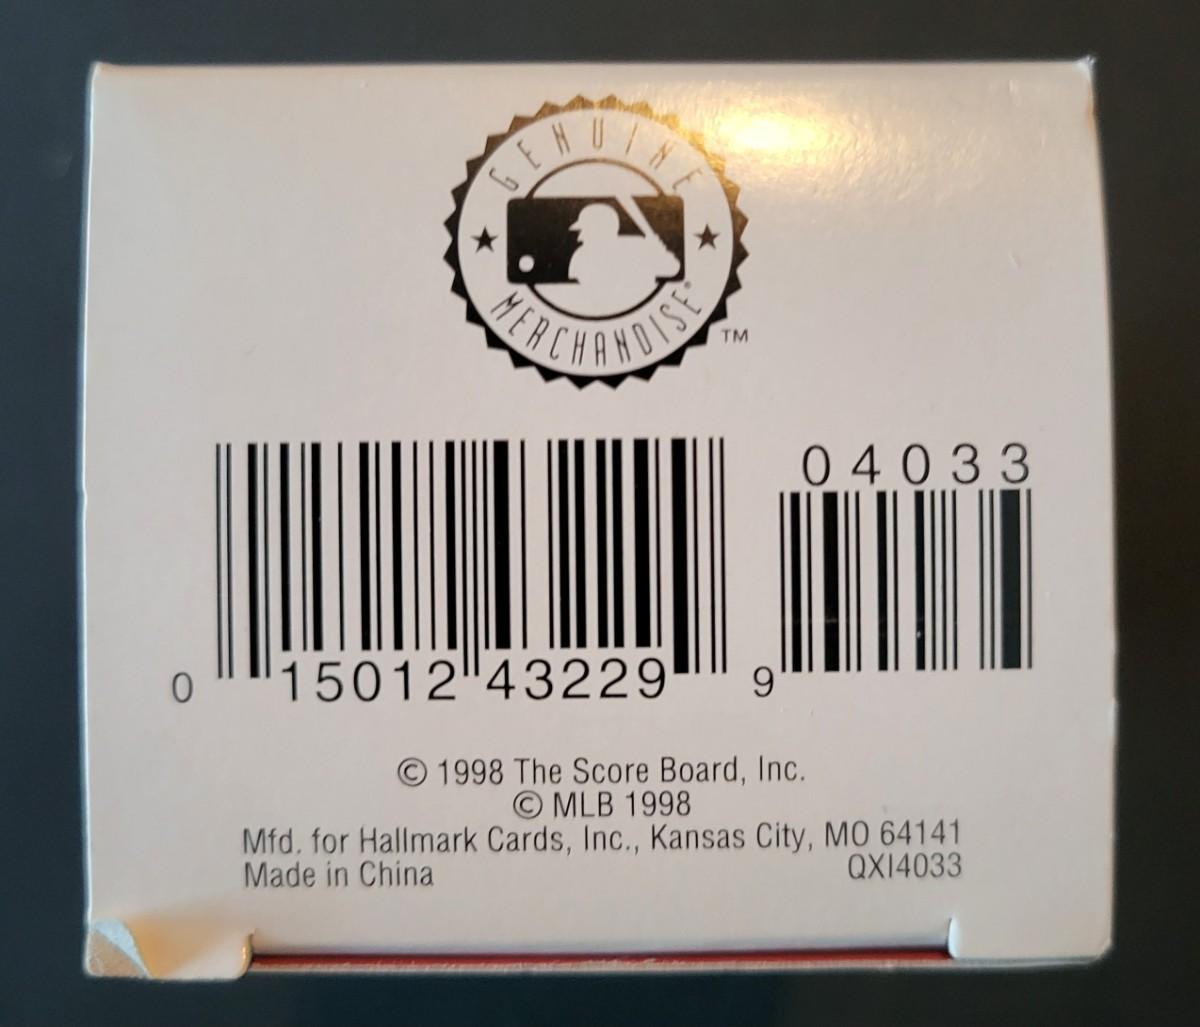 GENUINE
MERCHANDISE®
TM
04033
0 15012 43229 9
© 1998 The Score Board, Inc.
© MLB 1998
Mfd. for Hallmark Cards, Inc., Kansas City, MO 64141
Made in China QXI4033